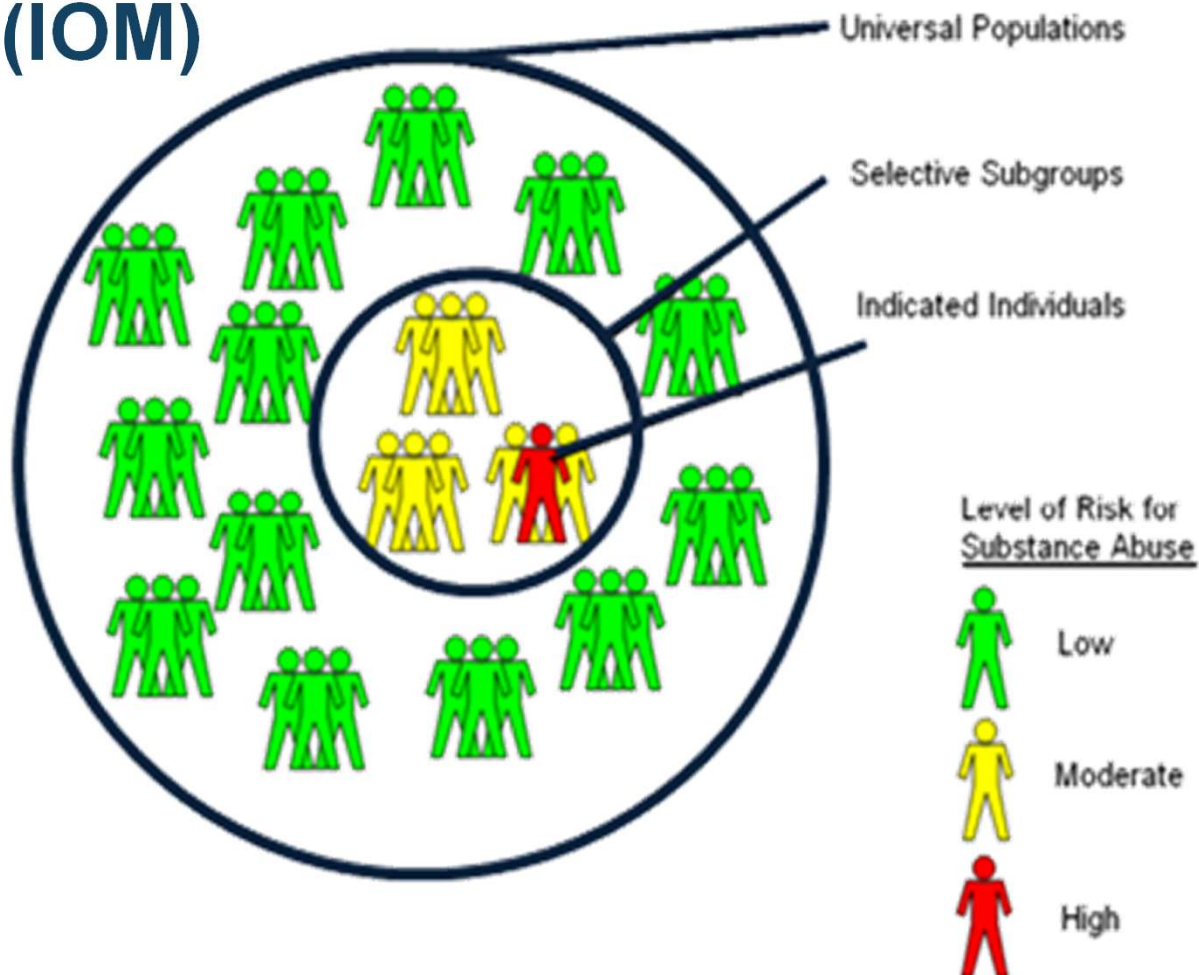 (IOM)
Universal Populations
Selective Subgroups
Indicated Individuals
Level of Risk for
Substance Abuse
Low
Moderate
High